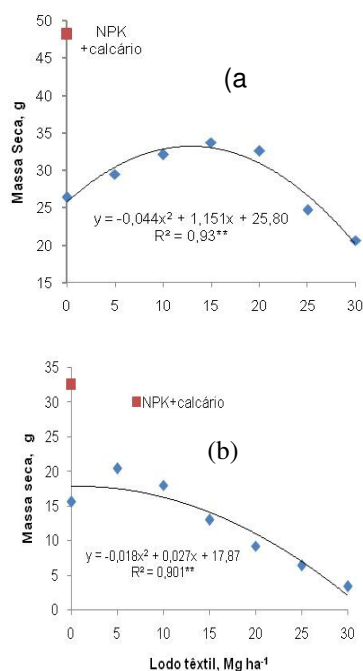 50
45
40
35
30
25
20
15
Massa Seca, g
NPK
+calcário
(a
y = -0,044x² + 1,151x + 25,80
R² = 0,93**
0 5 10 15 20 25 30
35
30
25
20
15
10
5
0
Massa seca, g
NPK+calcário
(b)
y = -0,018x² + 0,027x + 17,87
R² = 0,901**
0 5 10 15 20 25 30
Lodo têxtil, Mg ha⁻¹